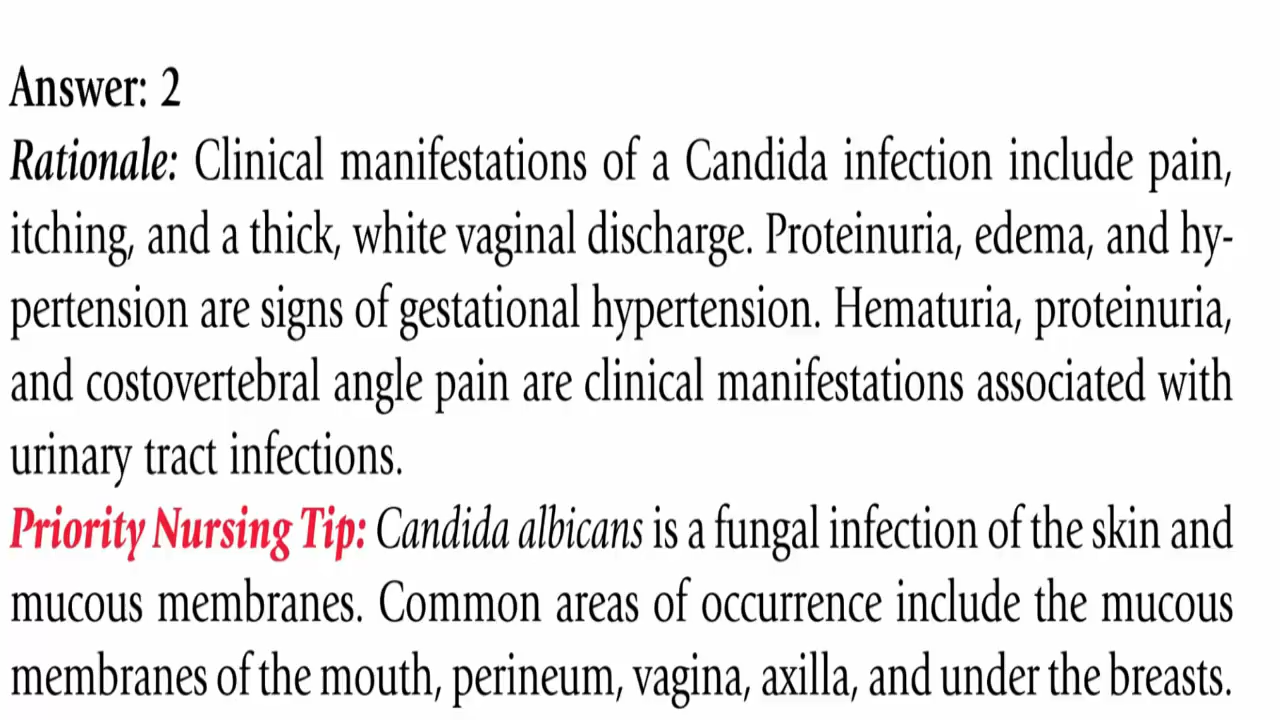 Answer: 2
Rationale: Clinical manifestations of a Candida infection include pain,
itching, and a thick, white vaginal discharge. Proteinuria, edema, and hy-
pertension are signs of gestational hypertension. Hematuria, proteinuria,
and costovertebral angle pain are clinical manifestations associated with
urinary tract infections.
Priority Nursing Tip: Candida albicans is a fungal infection of the skin and
mucous membranes. Common areas of occurrence include the mucous
membranes of the mouth, perineum, vagina, axilla, and under the breasts.